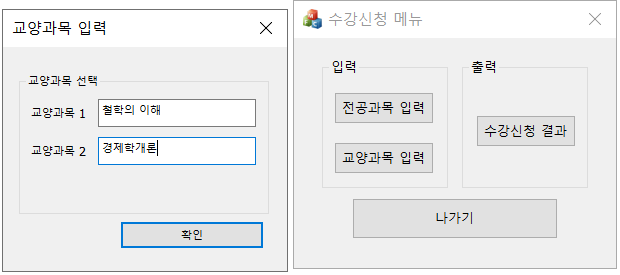 교양과목 입력
교양과목 선택
교양과목 1
철학의 이해
교양과목 2
경제학개론
확인
수강신청 메뉴
입력
전공과목 입력
교양과목 입력
출력
수강신청 결과
나가기